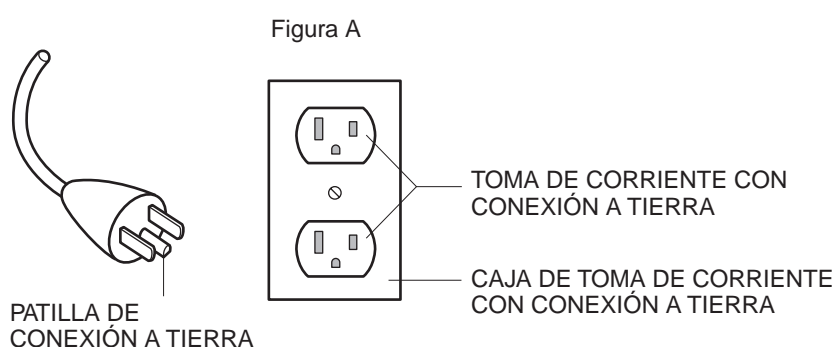 Figura A
TOMA DE CORRIENTE CON
CONEXIÓN A TIERRA
CAJA DE TOMA DE CORRIENTE
CON CONEXIÓN A TIERRA
PATILLA DE
CONEXIÓN A TIERRA